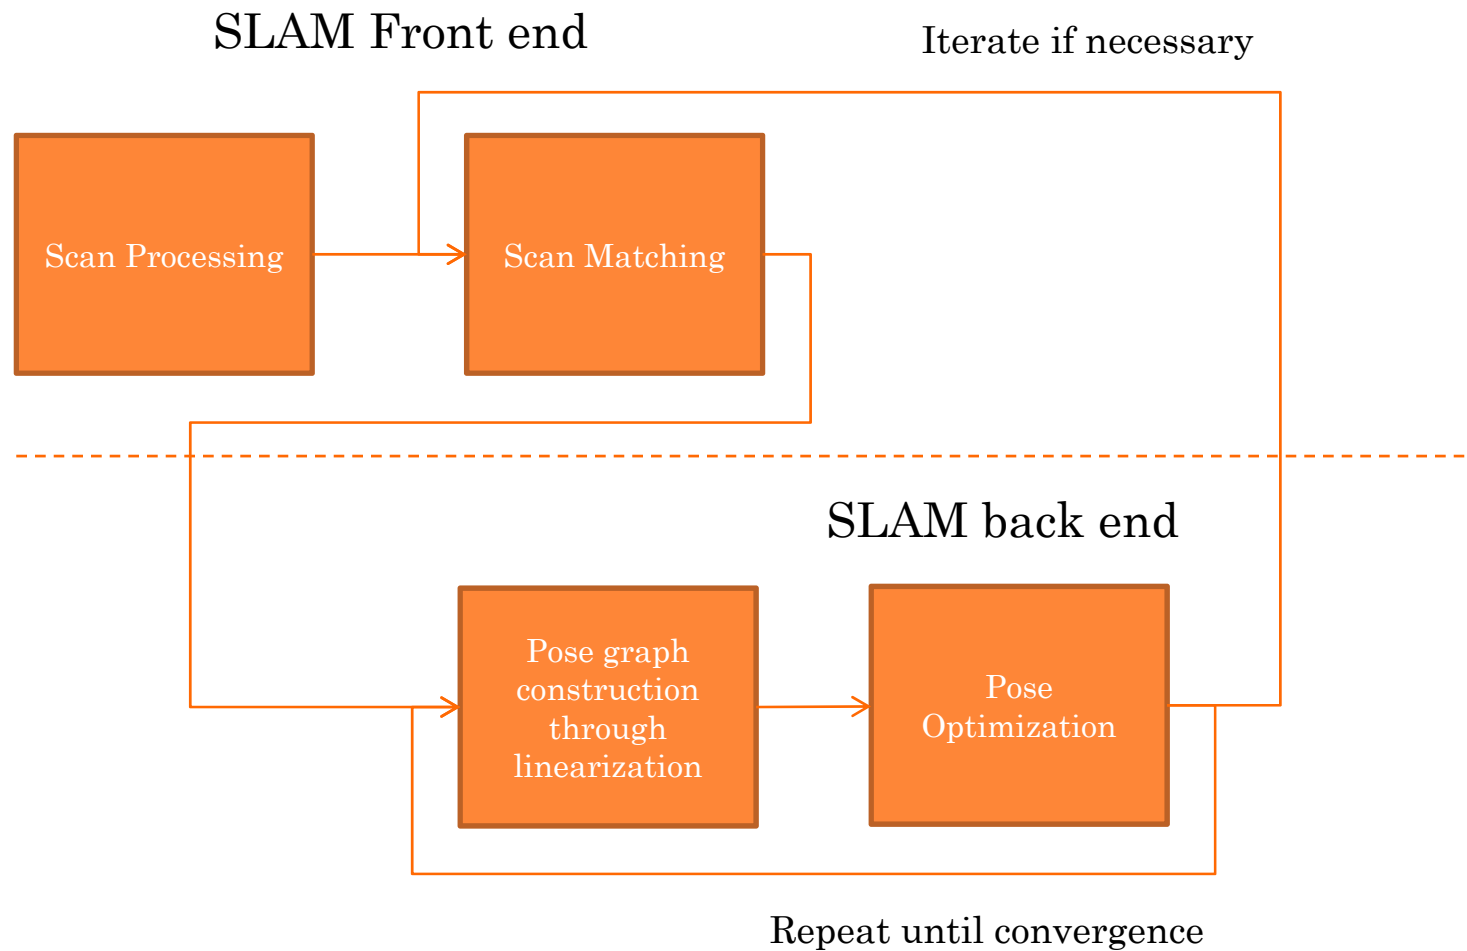 SLAM Front end
Iterate if necessary
Scan Processing
Scan Matching
SLAM back end
Pose graph
construction
through
linearization
Pose
Optimization
Repeat until convergence